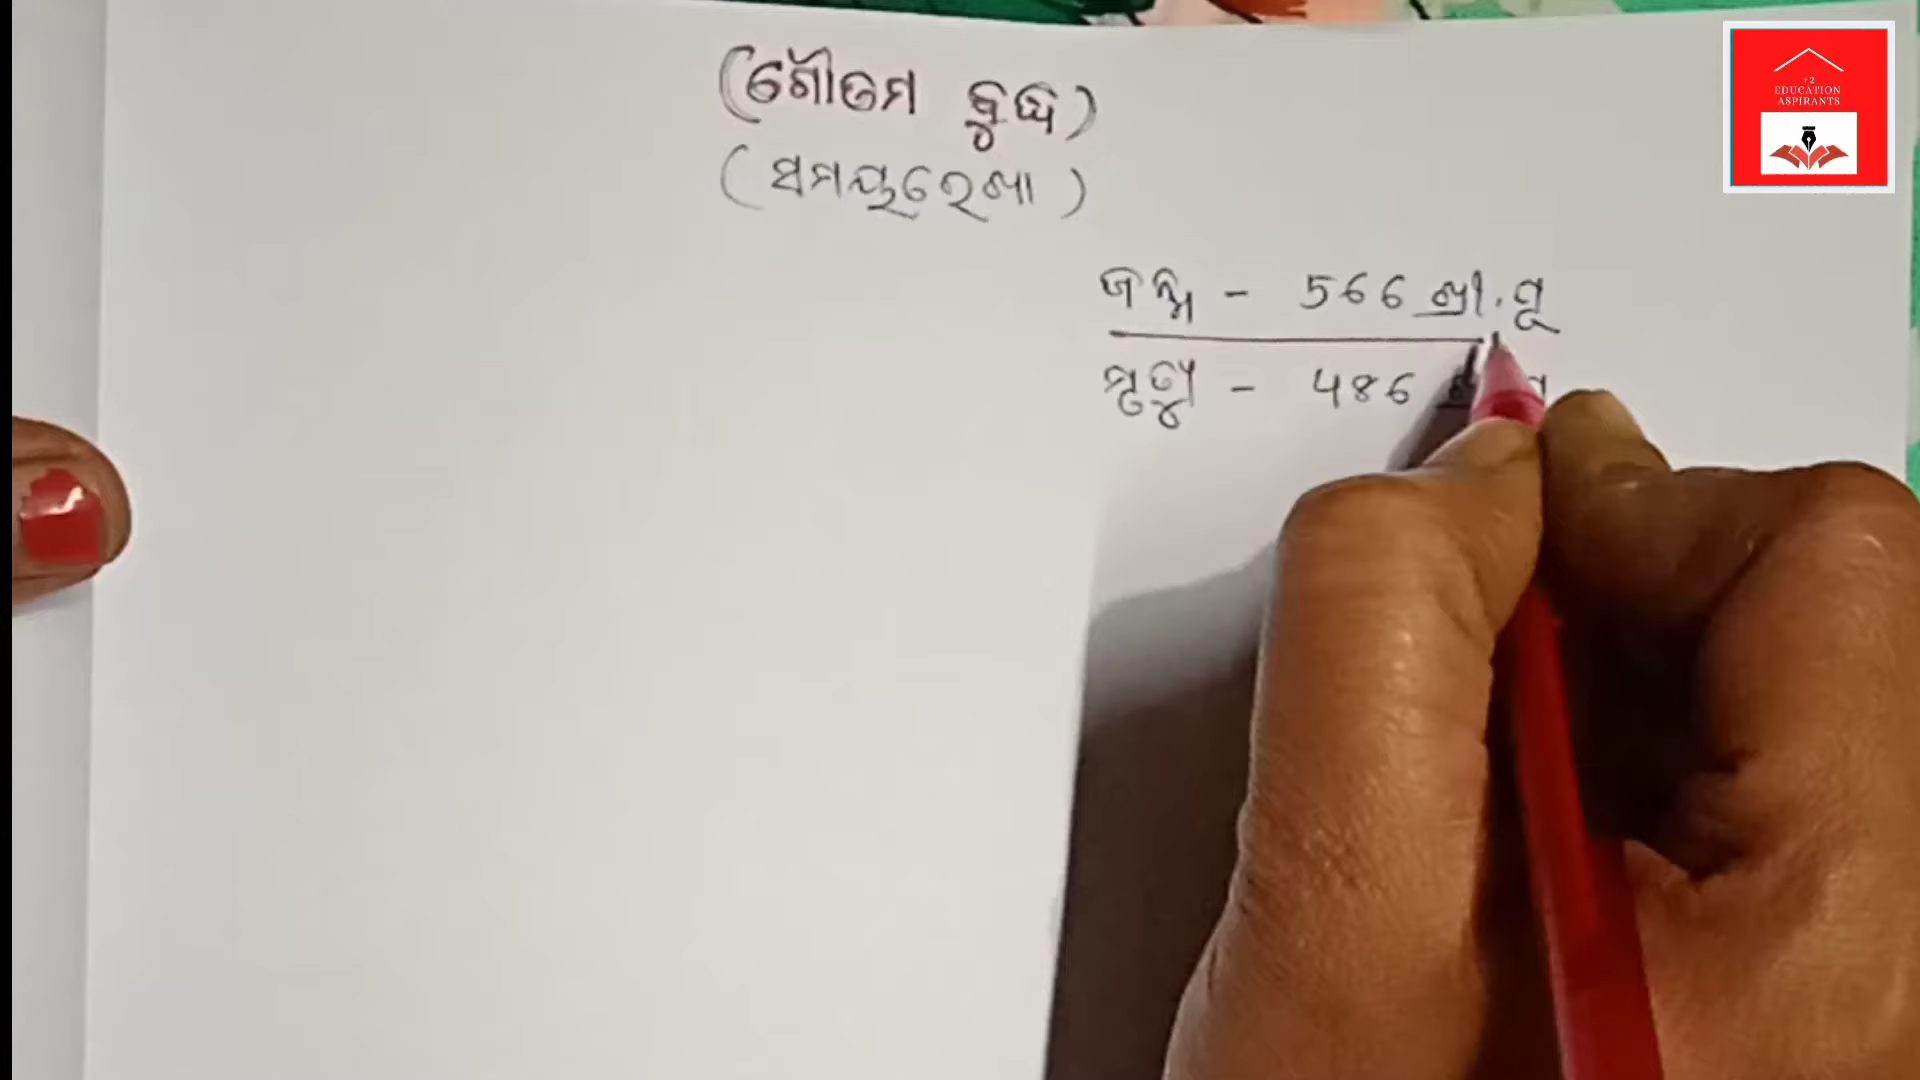 (ଗୌତମ ବୁଦ୍ଧ)
(ସମୟରେଖା)
ଜନ୍ମ - 566 ଖ୍ରୀ.ପୂ
ମୃତ୍ୟୁ - 486
+2
EDUCATION
ASPIRANTS